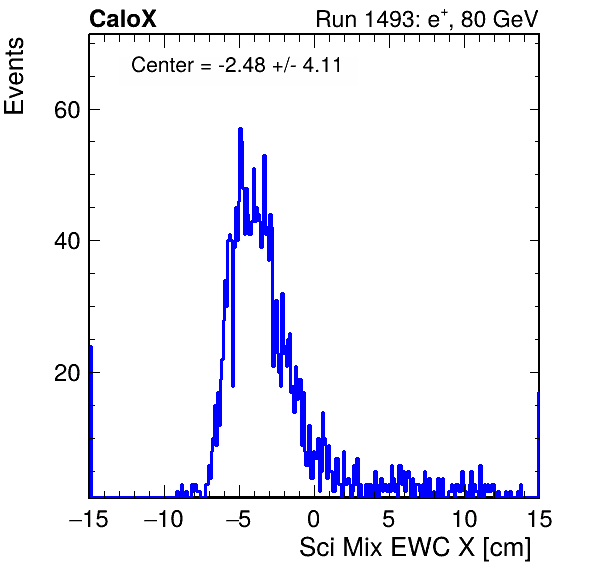 CaloX
Run 1493: e+, 80 GeV
Center = -2.48 +/- 4.11
Events
60
40
20
−15 −10 −5 0 5 10 15
Sci Mix EWC X [cm]